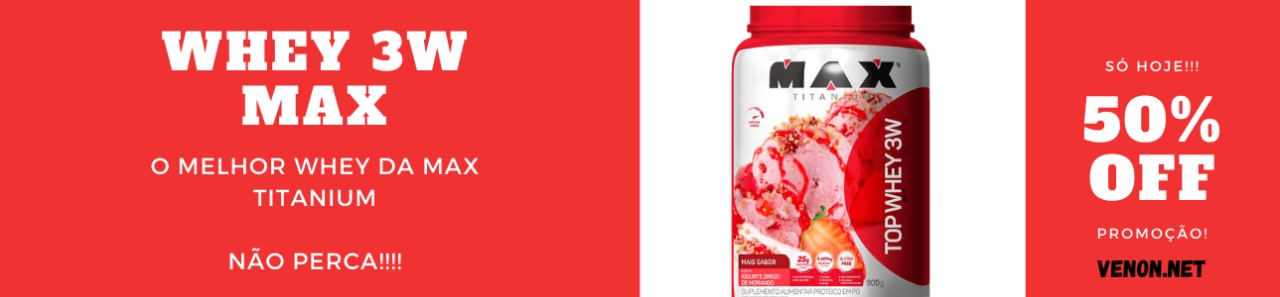 WHEY 3W
MAX
O MELHOR WHEY DA MAX
TITANIUM
NÃO PERCA!!!!
MAX
TITANIUM
TOP WHEY 3W
MAIS SABOR
IOGURTE GREGO
DE MORANGO
25g
GLUTEN
FREE
900g
SUPLEMENTO ALIMENTAR PROTEICO EM PÓ
SÓ HOJE!!!
50%
OFF
PROMOÇÃO!
VENON.NET